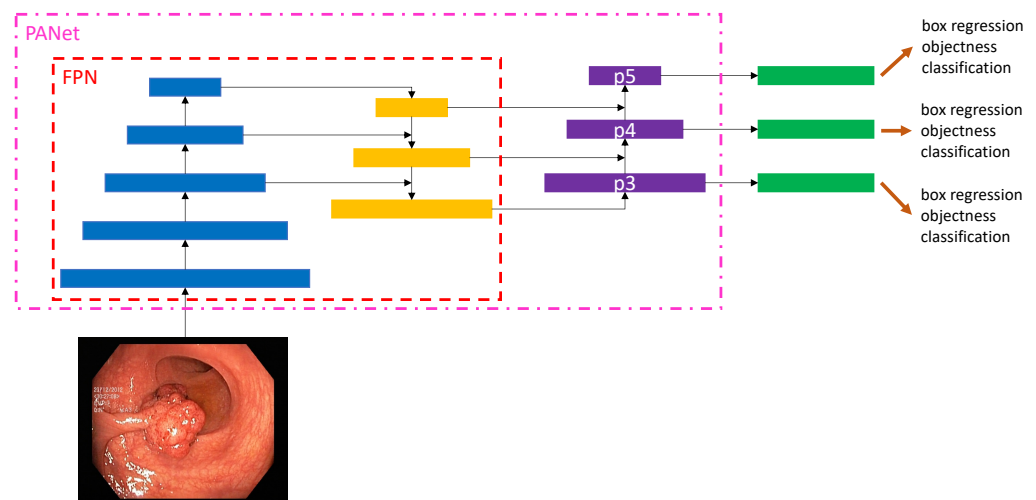 PANet
FPN
p5
p4
p3
box regression
objectness
classification
box regression
objectness
classification
box regression
objectness
classification